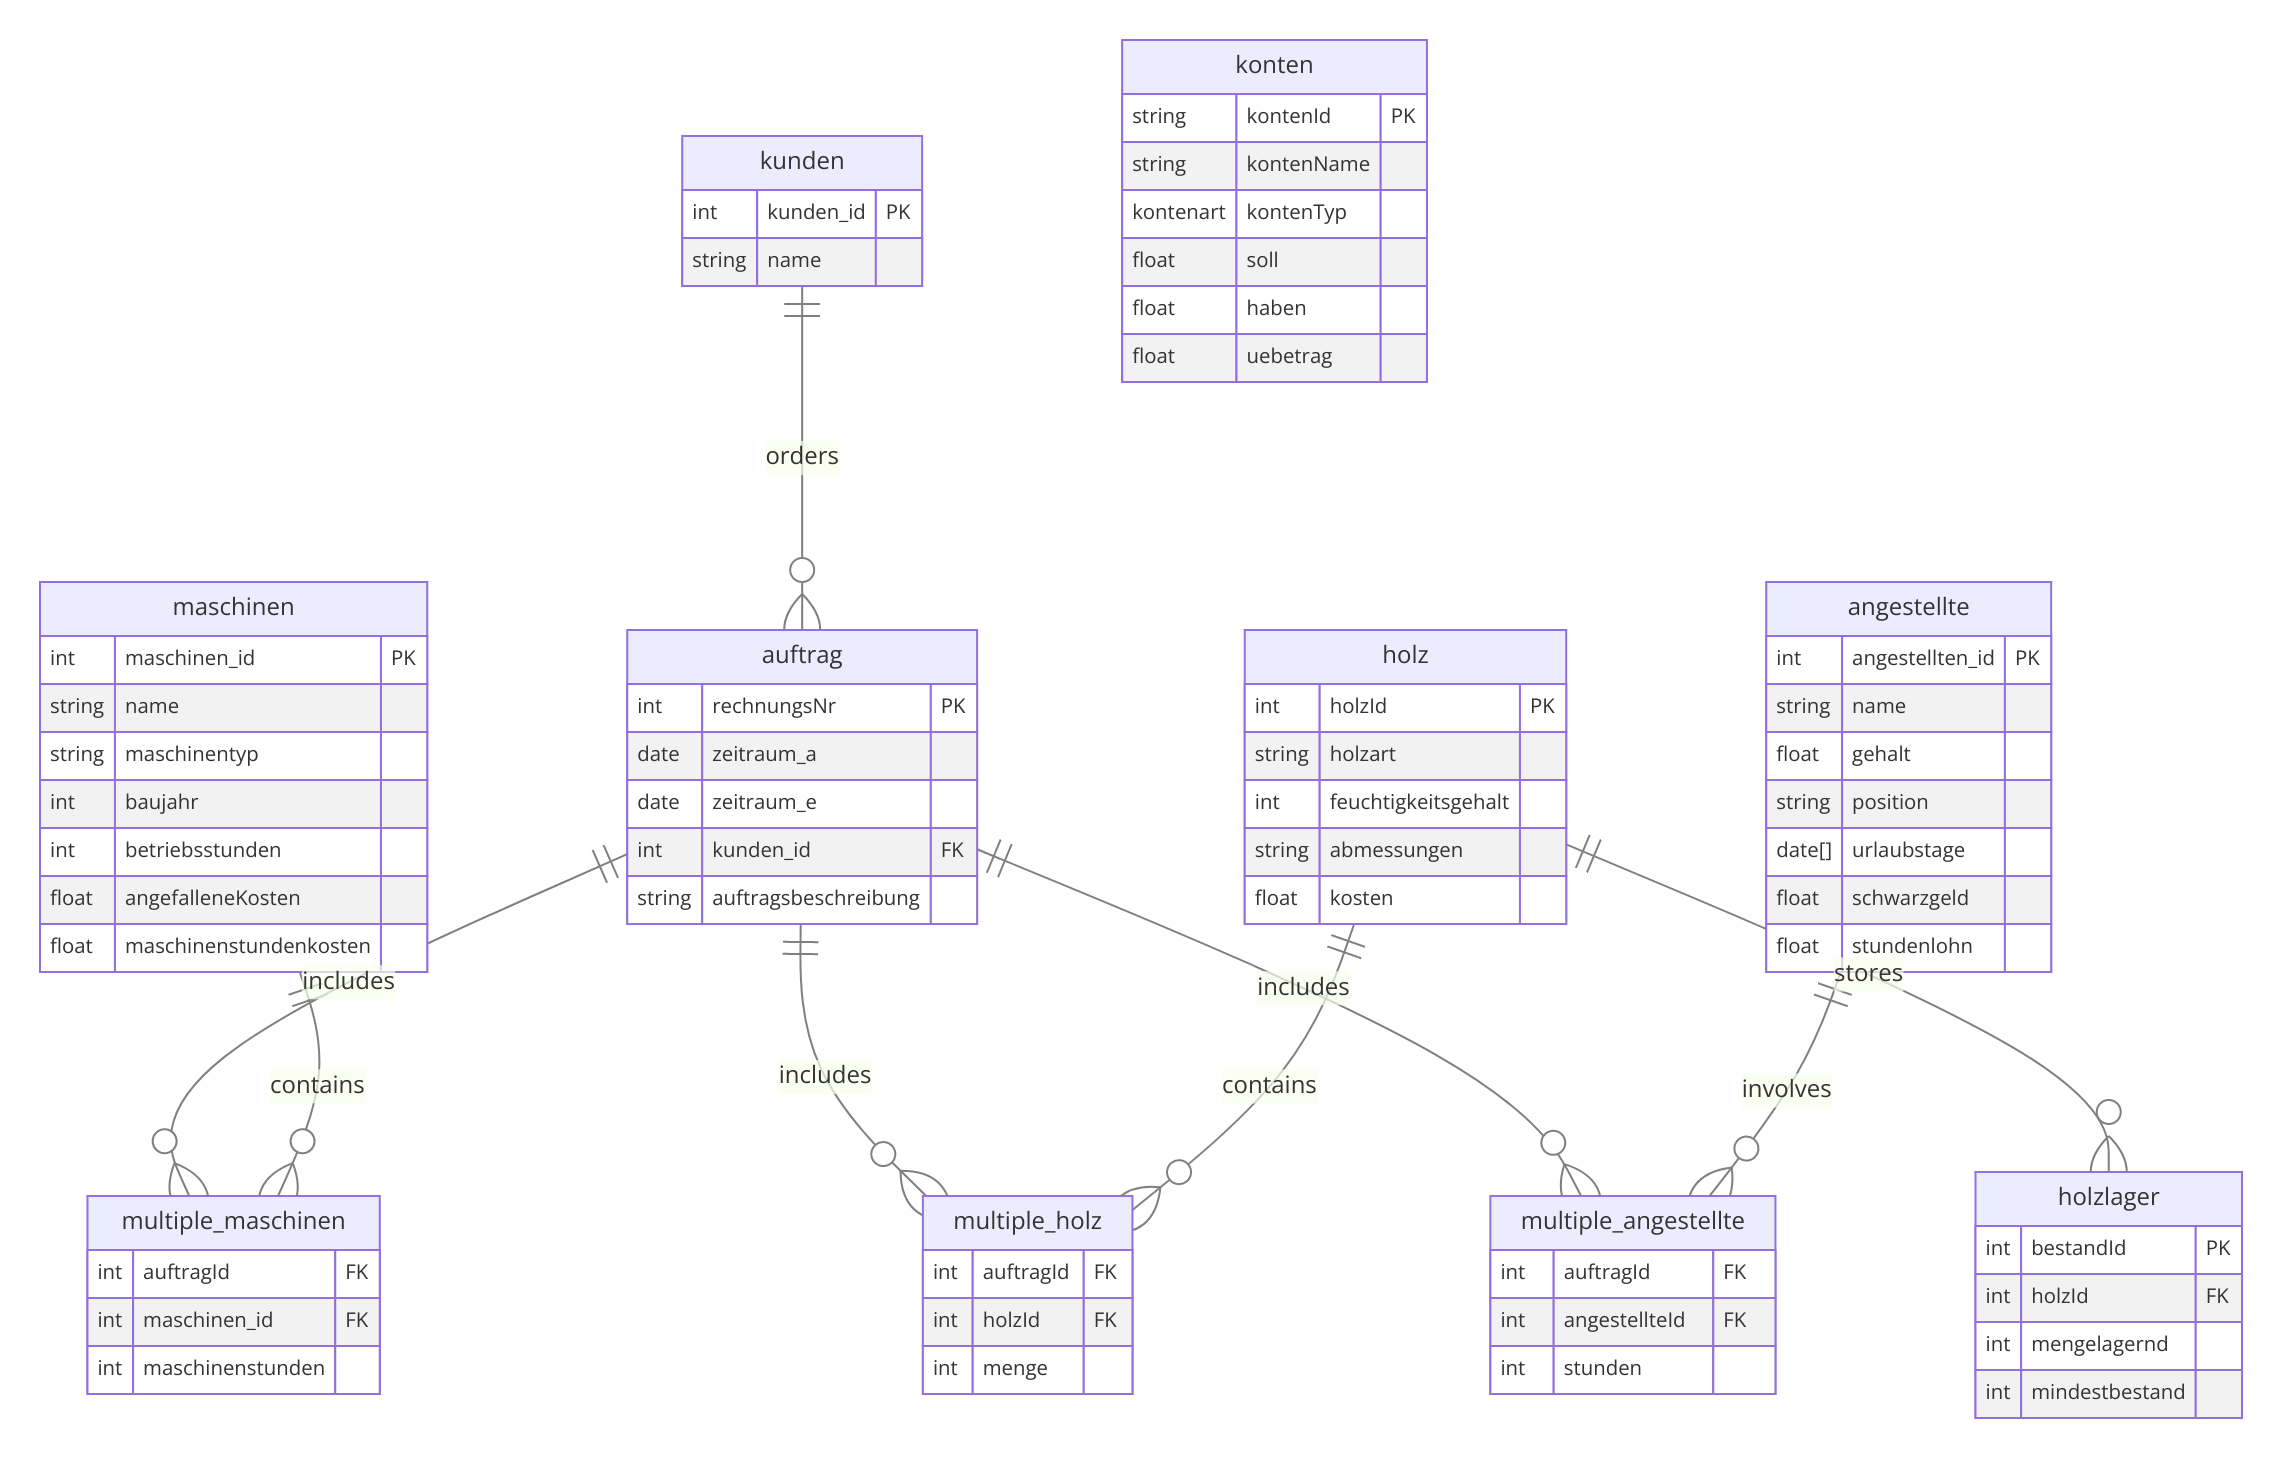 konten
string kontenId PK
string kontenName
kontenart kontenTyp
float soll
float haben
float uebetrag
kunden
int kunden_id PK
string name
orders
maschinen
int maschinen_id PK
string name
string maschinentyp
int baujahr
int betriebsstunden
float angefalleneKosten
float maschinenstundenkosten
auftrag
int rechnungsNr PK
date zeitraum_a
date zeitraum_e
int kunden_id FK
string auftragsbeschreibung
holz
int holzId PK
string holzart
int feuchtigkeitsgehalt
string abmessungen
float kosten
angestellte
int angestellten_id PK
string name
float gehalt
string position
date[] urlaubstage
float schwarzgeld
float stundenlohn
includes
includes
stores
contains
includes
contains
involves
multiple_maschinen
int auftragId FK
int maschinen_id FK
int maschinenstunden
multiple_holz
int auftragId FK
int holzId FK
int menge
multiple_angestellte
int auftragId FK
int angestellteId FK
int stunden
holzlager
int bestandId PK
int holzId FK
int mengelagernd
int mindestbestand